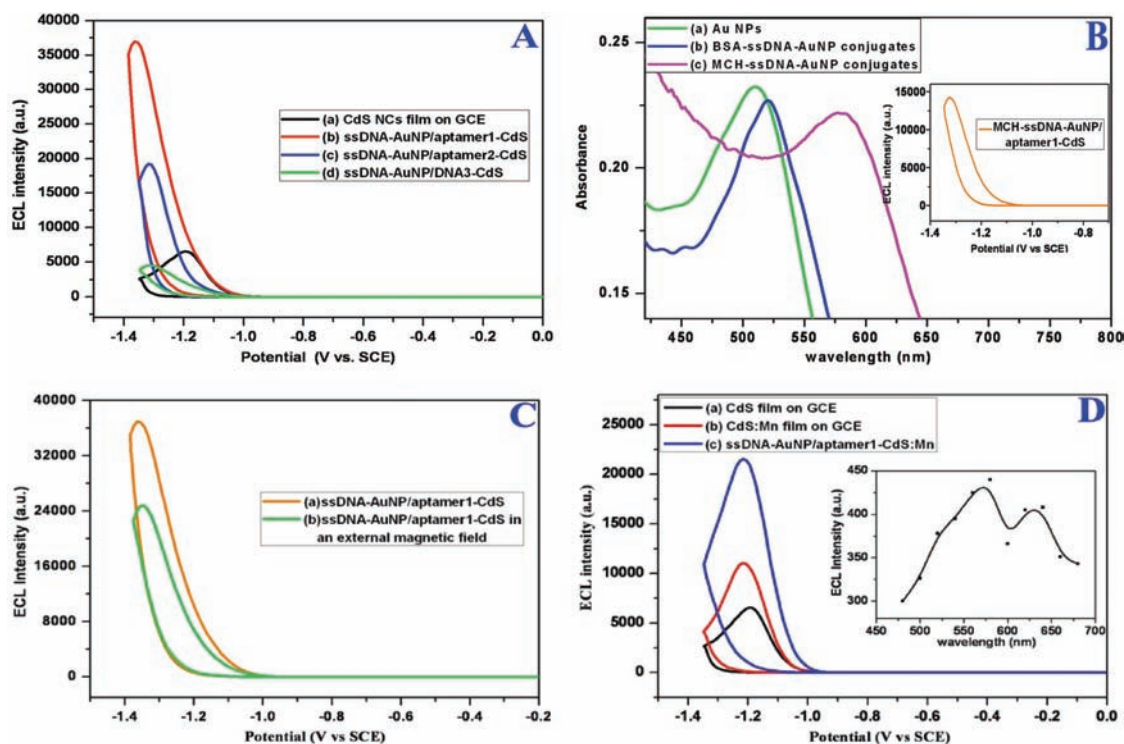 A
40000
35000
30000
25000
20000
15000
10000
5000
0
ECL intensity (a.u.)
(a) CdS NCs film on GCE
(b) ssDNA-AuNP/aptamer1-CdS
(c) ssDNA-AuNP/aptamer2-CdS
(d) ssDNA-AuNP/DNA3-CdS
-1.4 -1.2 -1.0 -0.8 -0.6 -0.4 -0.2 0.0
Potential (V vs. SCE)
B
0.25
0.20
0.15
Absorbance
(a) Au NPs
(b) BSA-ssDNA-AuNP conjugates
(c) MCH-ssDNA-AuNP conjugates
450 500 550 600 650 700 750 800
wavelength (nm)
15000
12000
9000
6000
3000
0
ECL intensity (a.u.)
MCH-ssDNA-AuNP/
aptamer1-CdS
-1.4 -1.2 -1.0 -0.8
Potential (V vs SCE)
C
40000
32000
24000
16000
8000
0
ECL Intensity (a.u.)
(a)ssDNA-AuNP/aptamer1-CdS
(b)ssDNA-AuNP/aptamer1-CdS in
an external magnetic field
-1.4 -1.2 -1.0 -0.8 -0.6 -0.4 -0.2
Potential (V vs SCE)
D
25000
20000
15000
10000
5000
0
ECL intensity (a.u.)
(a) CdS film on GCE
(b) CdS:Mn film on GCE
(c) ssDNA-AuNP/aptamer1-CdS:Mn
-1.4 -1.2 -1.0 -0.8 -0.6 -0.4 -0.2 0.0
Potential (V vs SCE)
450
400
350
300
ECL Intensity (a.u.)
450 500 550 600 650 700
wavelength (nm)